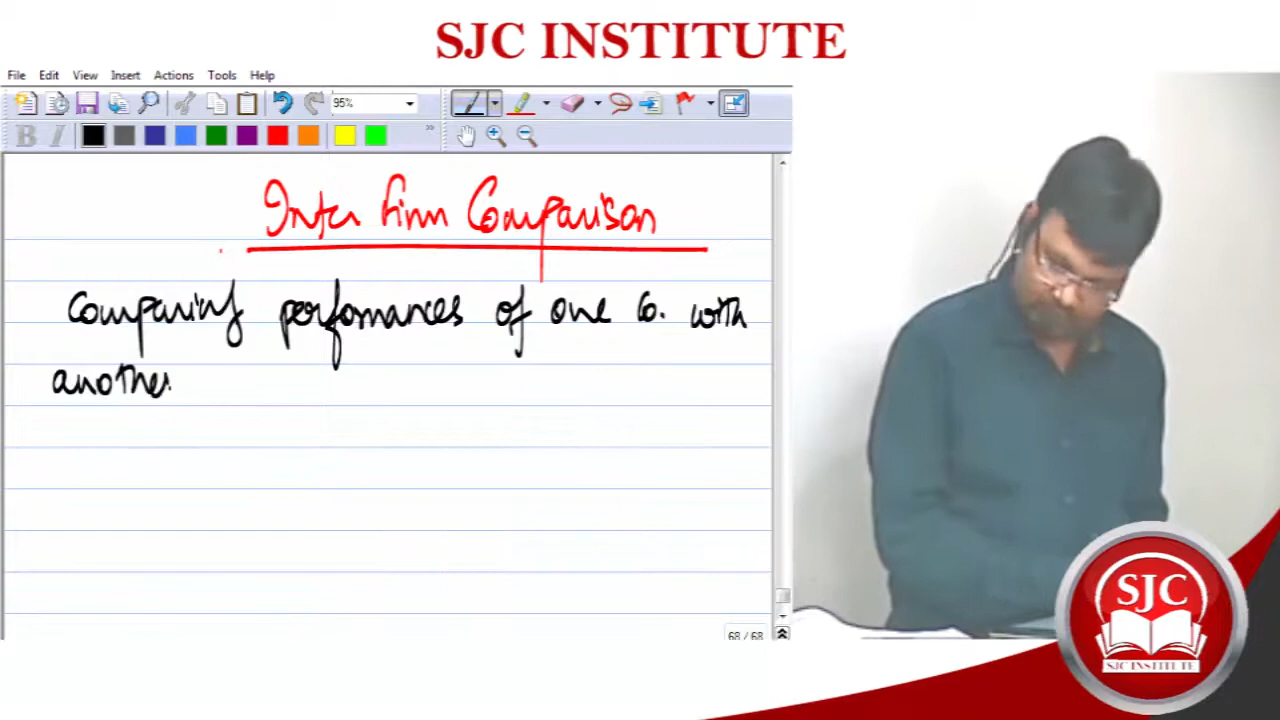 SJC INSTITUTE
File Edit View Insert Actions Tools Help
95%
B I
Inter Firm Comparison
Comparing perfomances of one Co. with
another
68 / 68
SJC
SJC INSTITUTE